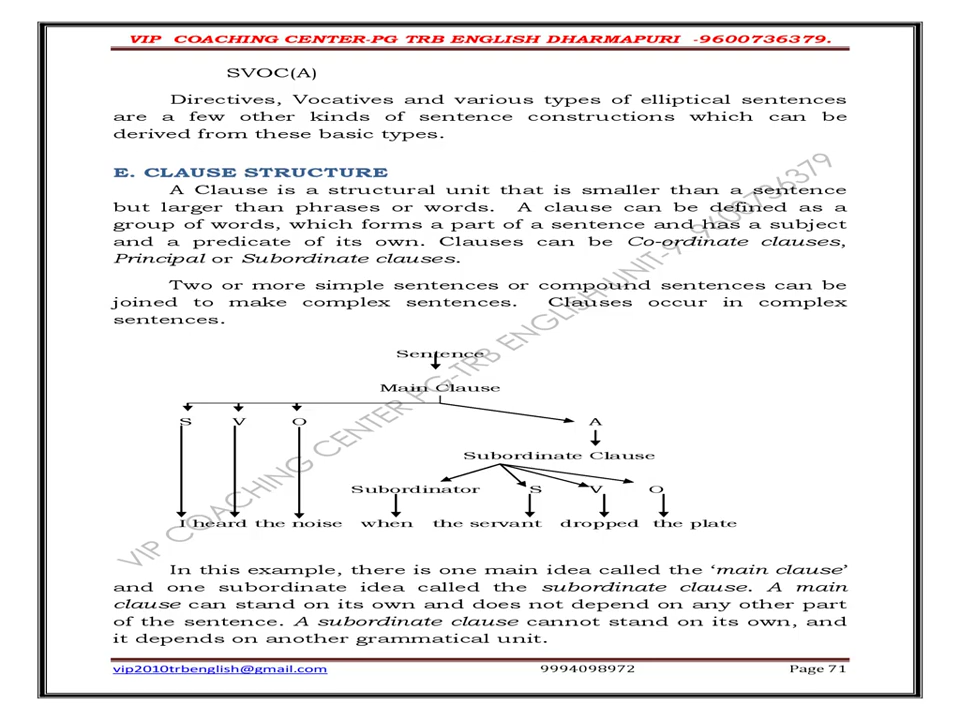 VIP COACHING CENTER-PG TRB ENGLISH DHARMAPURI -9600736379.
SVOC(A)
Directives, Vocatives and various types of elliptical sentences
are a few other kinds of sentence constructions which can be
derived from these basic types.
E. CLAUSE STRUCTURE
A Clause is a structural unit that is smaller than a sentence
but larger than phrases or words. A clause can be defined as a
group of words, which forms a part of a sentence and has a subject
and a predicate of its own. Clauses can be Co-ordinate clauses,
Principal or Subordinate clauses.
Two or more simple sentences or compound sentences can be
joined to make complex sentences. Clauses occur in complex
sentences.
Sentence
Main Clause
S V O A
Subordinate Clause
Subordinator S V O
I heard the noise when the servant dropped the plate
In this example, there is one main idea called the ‘main clause’
and one subordinate idea called the subordinate clause. A main
clause can stand on its own and does not depend on any other part
of the sentence. A subordinate clause cannot stand on its own, and
it depends on another grammatical unit.
VIP COACHING CENTER PG-TRB ENGLISH/UNIT-9 -9600736379
vip2010trbenglish@gmail.com 9994098972 Page 71